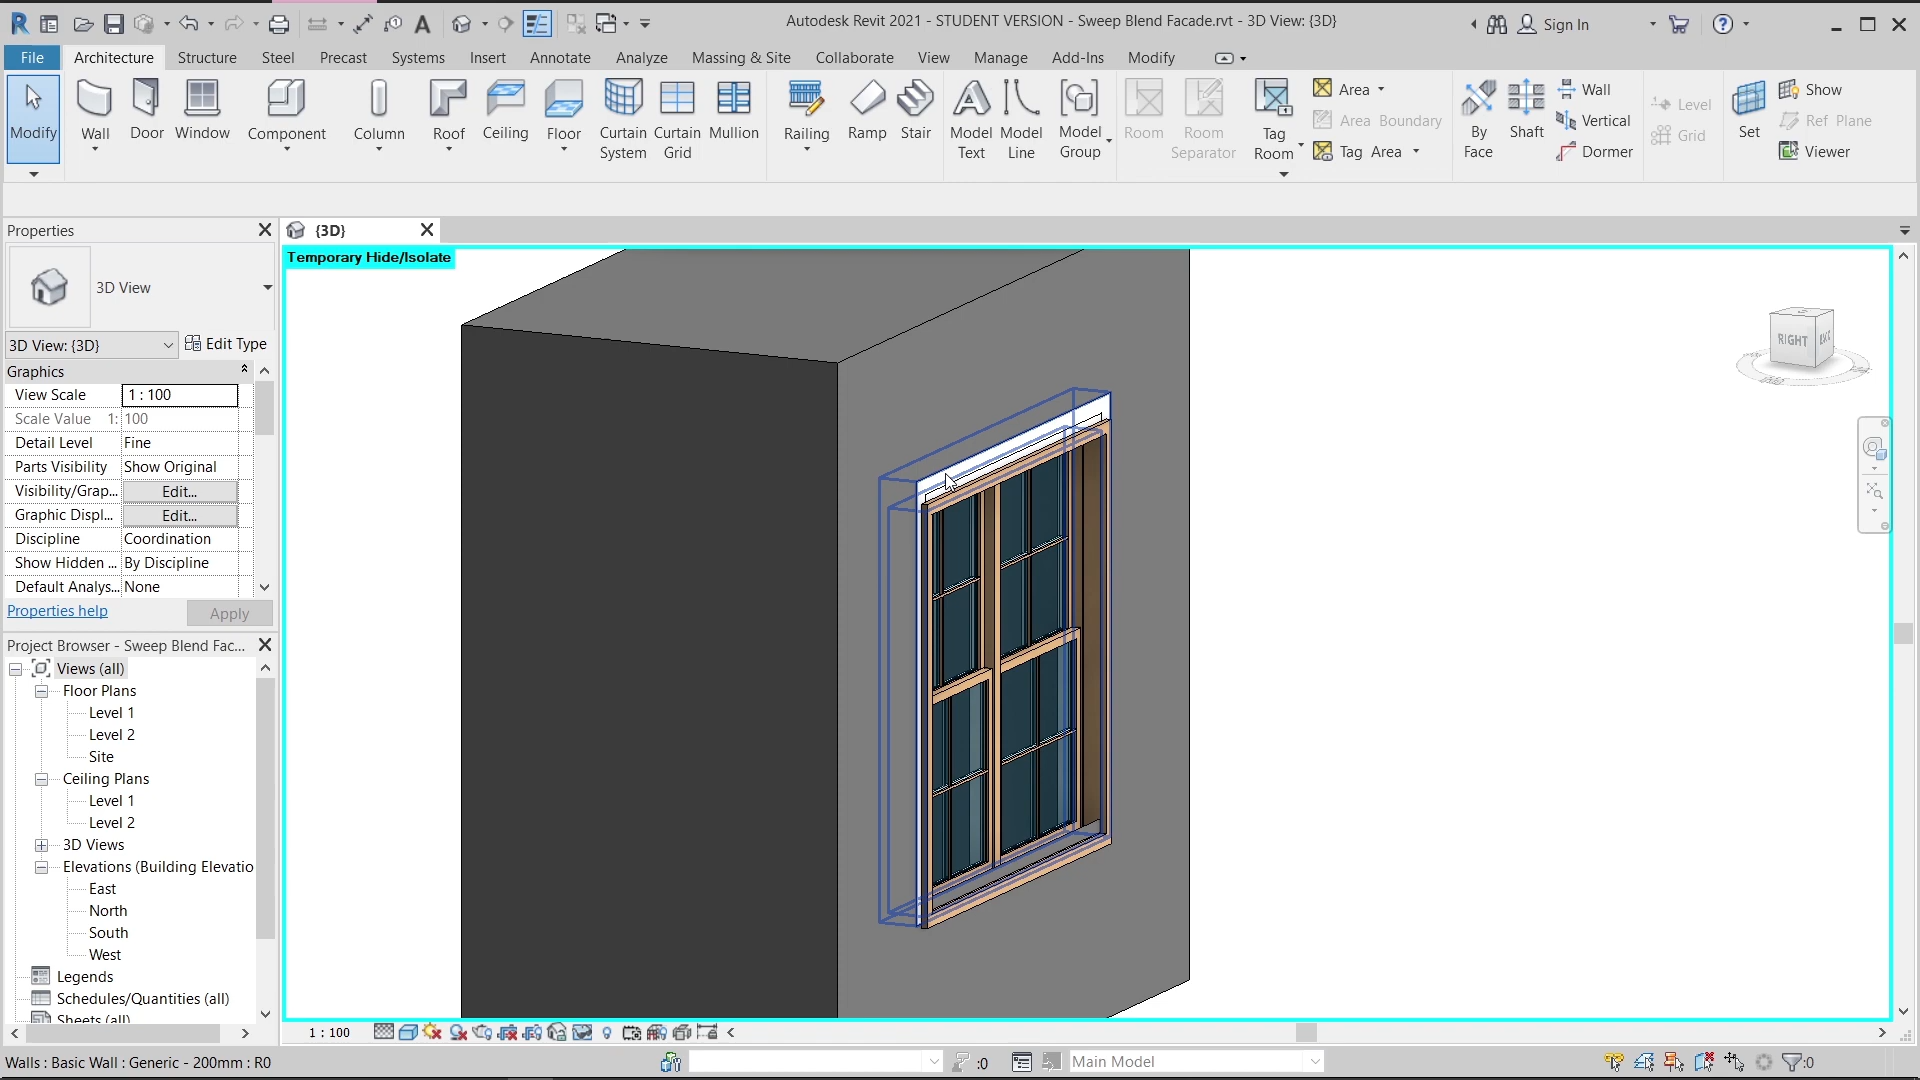 Autodesk Revit 2021 - STUDENT VERSION - Sweep Blend Facade.rvt - 3D View: {3D}
Sign In
File Architecture Structure Steel Precast Systems Insert Annotate Analyze Massing & Site Collaborate View Manage Add-Ins Modify
Modify
Wall
Door
Window
Component
Column
Roof
Ceiling
Floor
Curtain System
Curtain Grid
Mullion
Railing
Ramp
Stair
Model Text
Model Line
Model Group
Room
Room Separator
Tag Room
Area
Area Boundary
Tag Area
By Face
Shaft
Wall
Vertical
Dormer
Level
Grid
Set
Show
Ref Plane
Viewer
Properties
{3D}
Temporary Hide/Isolate
3D View
3D View: {3D}
Edit Type
Graphics
View Scale 1 : 100
Scale Value 1: 100
Detail Level Fine
Parts Visibility Show Original
Visibility/Grap... Edit...
Graphic Displ... Edit...
Discipline Coordination
Show Hidden ... By Discipline
Default Analys... None
Properties help
Apply
Project Browser - Sweep Blend Fac...
Views (all)
Floor Plans
Level 1
Level 2
Site
Ceiling Plans
Level 1
Level 2
3D Views
Elevations (Building Elevatio
East
North
South
West
Legends
Schedules/Quantities (all)
Sheets (all)
RIGHT
1 : 100
Walls : Basic Wall : Generic - 200mm : R0
:0
Main Model
:0